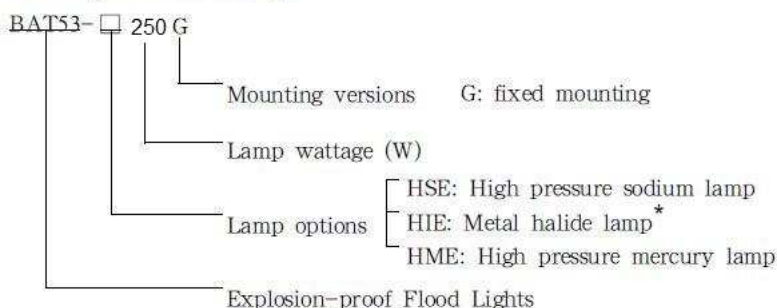 BAT53-□ 250 G
Mounting versions G: fixed mounting
Lamp wattage (W)
HSE: High pressure sodium lamp
Lamp options HIE: Metal halide lamp*
HME: High pressure mercury lamp
Explosion-proof Flood Lights